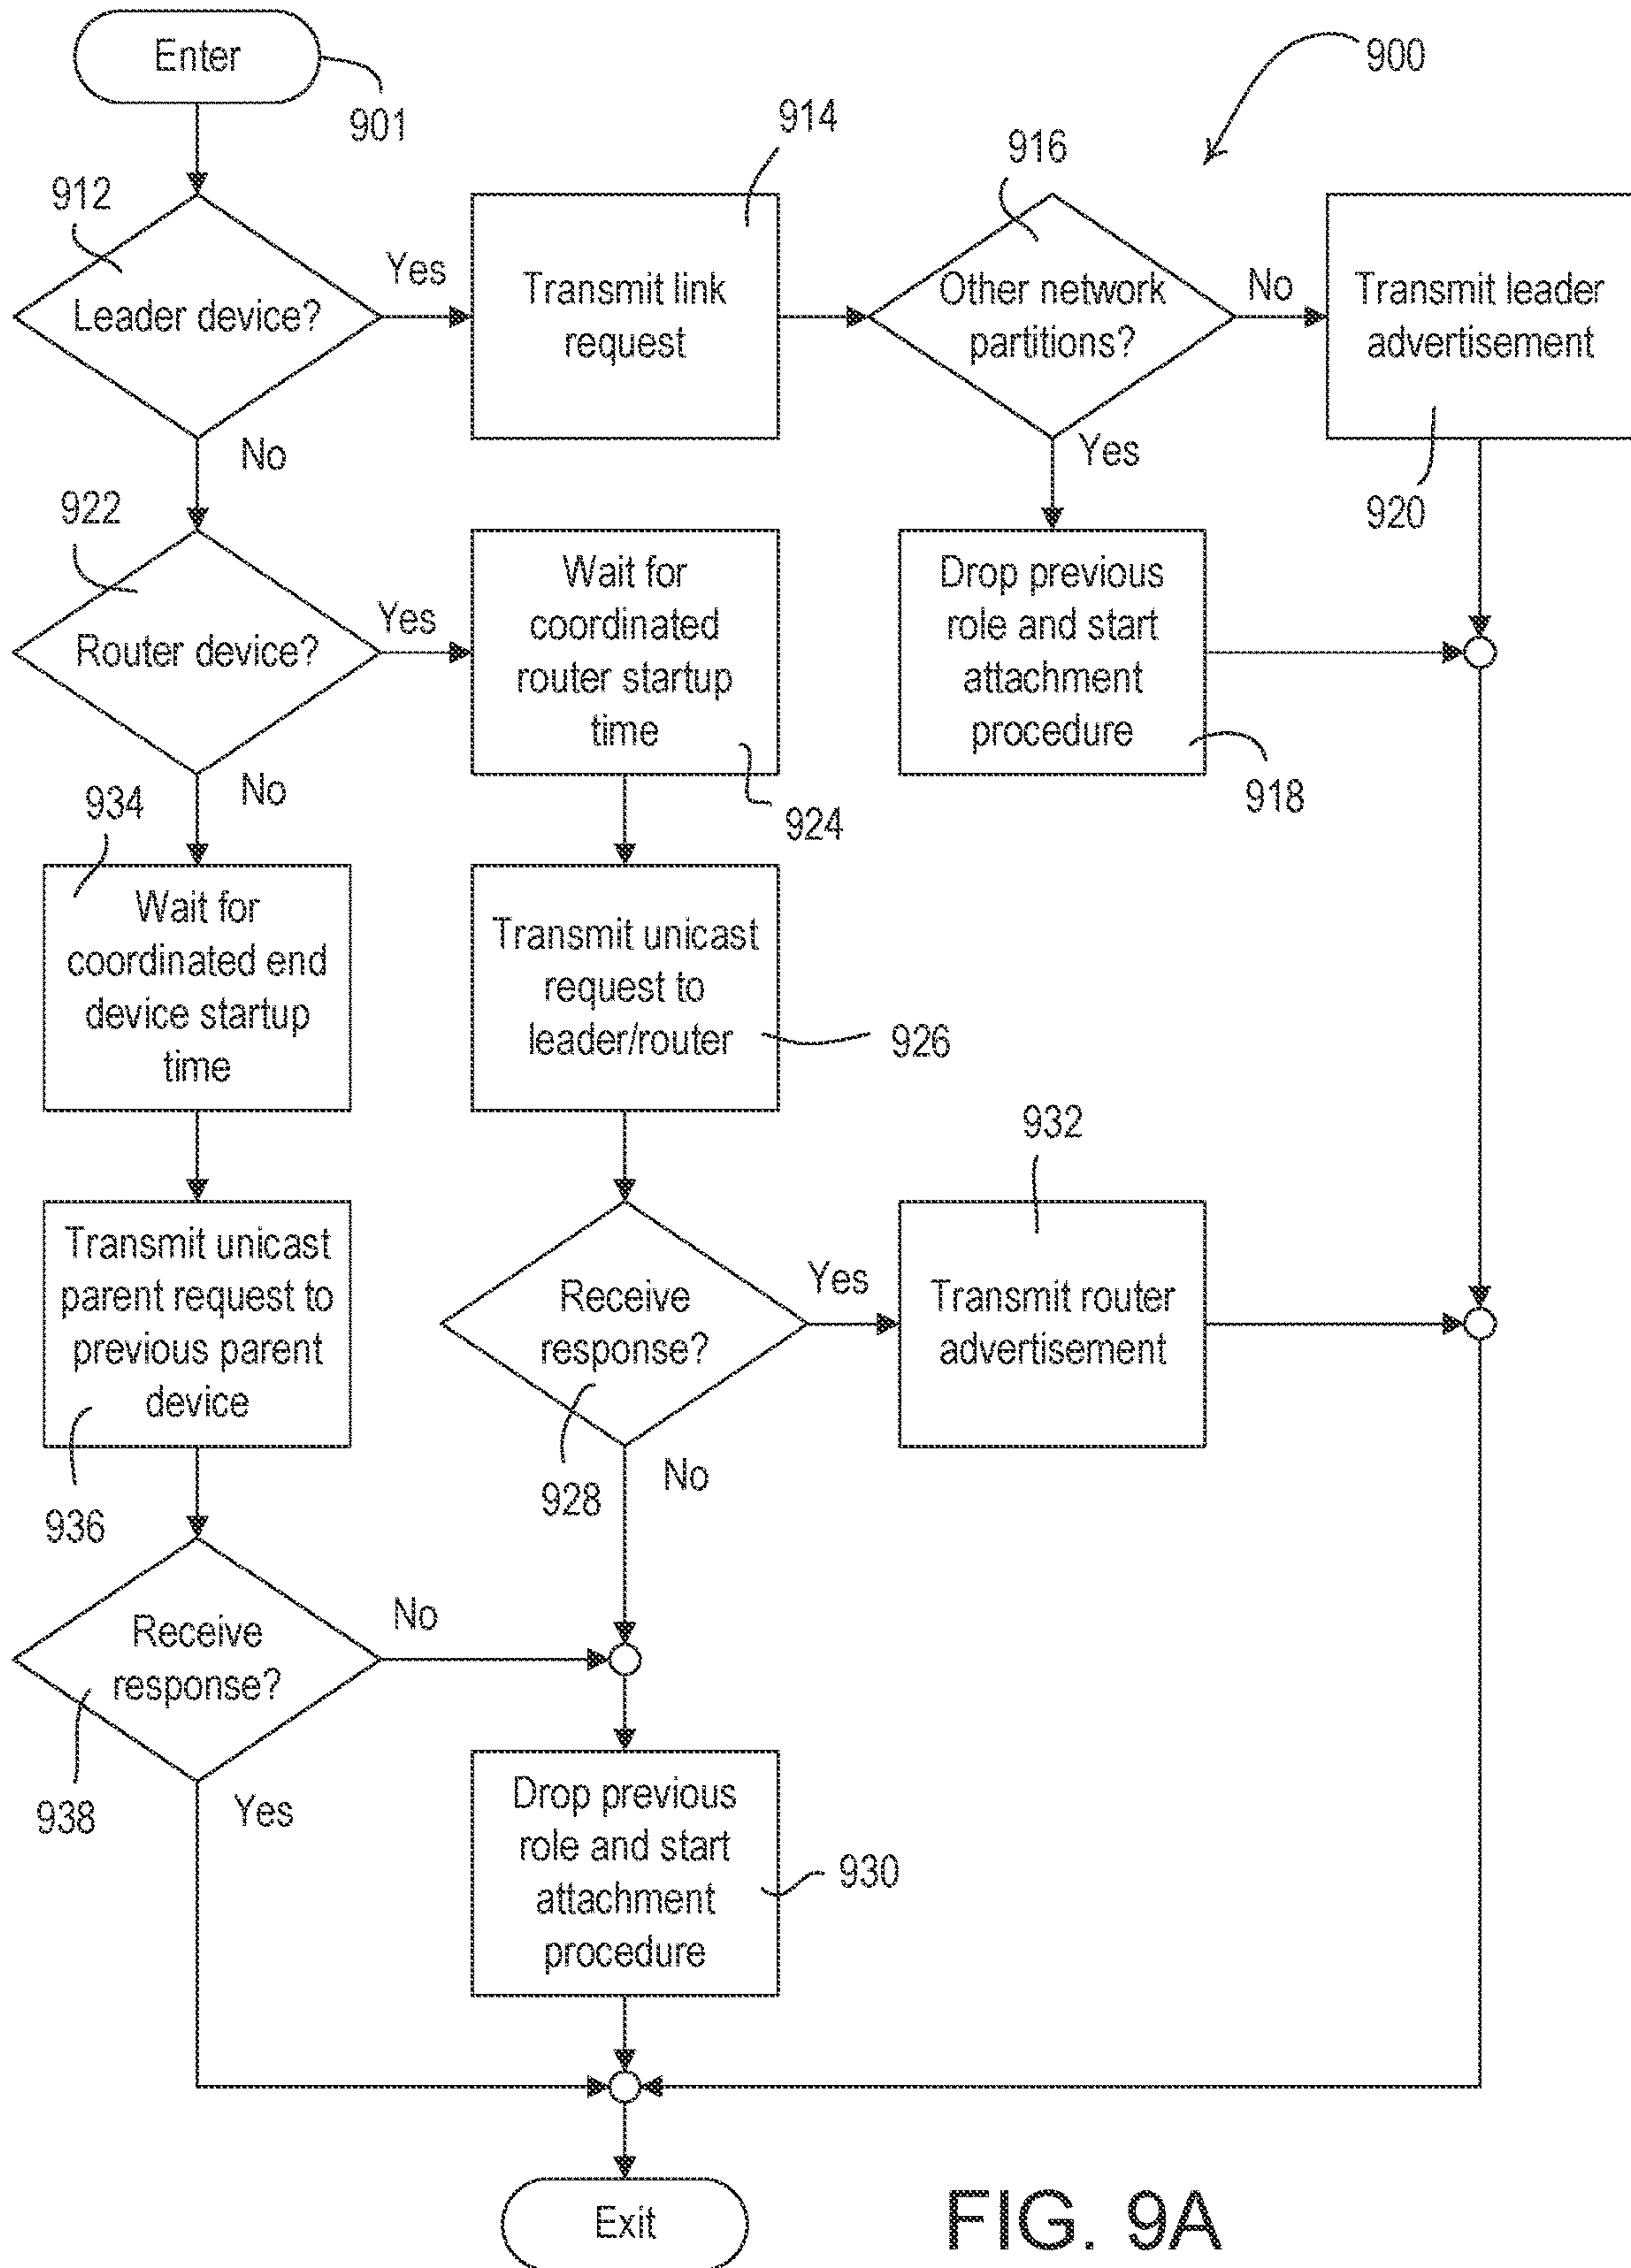 Enter
901
900
914
916
912
Leader device?
Yes
Transmit link
request
Other network
partitions?
No
Transmit leader
advertisement
920
No
Yes
922
Router device?
Yes
Wait for
coordinated
router startup
time
924
Drop previous
role and start
attachment
procedure
918
No
934
Wait for
coordinated end
device startup
time
Transmit unicast
request to
leader/router
926
932
Transmit unicast
parent request to
previous parent
device
936
Receive
response?
928
Yes
Transmit router
advertisement
No
Receive
response?
938
No
Yes
Drop previous
role and start
attachment
procedure
930
Exit
FIG. 9A